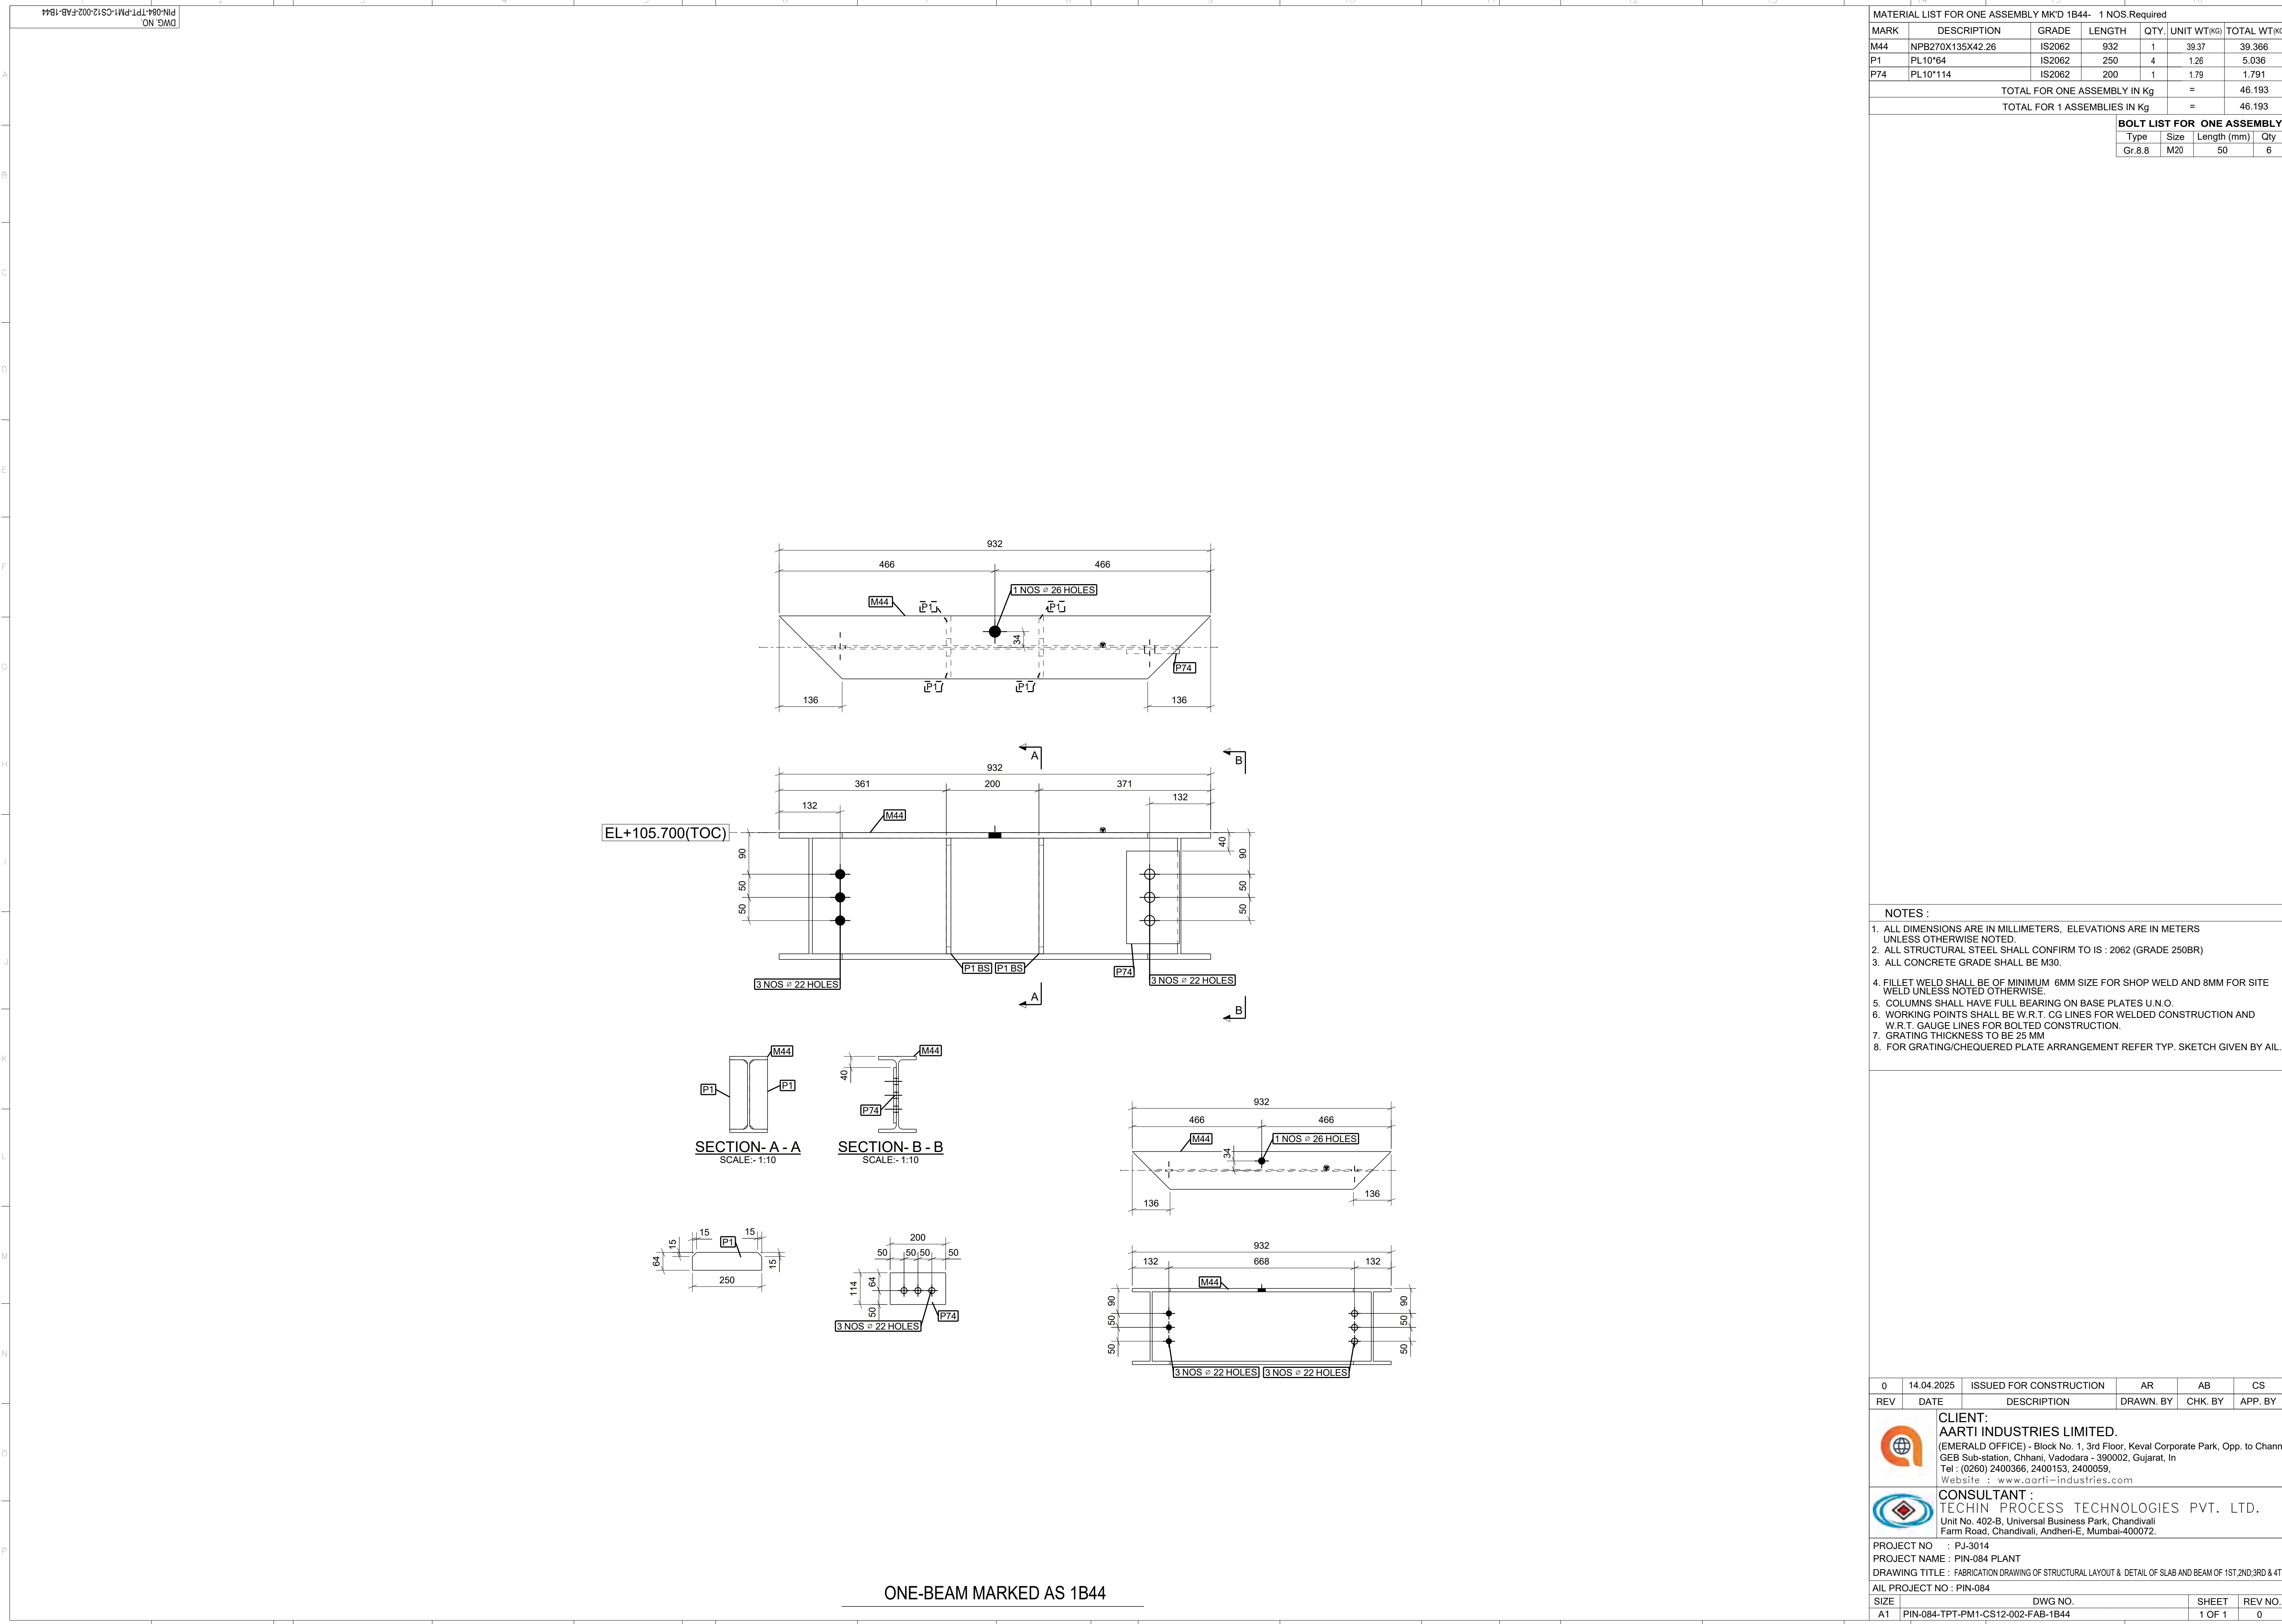 DWG. NO.
PIN-084-TPT-PM1-CS12-002-FAB-1B44
MATERIAL LIST FOR ONE ASSEMBLY MK'D 1B44- 1 NOS.Required
MARK DESCRIPTION GRADE LENGTH QTY. UNIT WT(KG) TOTAL WT(KG
M44 NPB270X135X42.26 IS2062 932 1 39.37 39.366
P1 PL10*64 IS2062 250 4 1.26 5.036
P74 PL10*114 IS2062 200 1 1.79 1.791
TOTAL FOR ONE ASSEMBLY IN Kg = 46.193
TOTAL FOR 1 ASSEMBLIES IN Kg = 46.193
BOLT LIST FOR ONE ASSEMBLY
Type Size Length (mm) Qty
Gr.8.8 M20 50 6
932
466 466
1 NOS ⌀ 26 HOLES
M44 P1 P1
34
P74
P1 P1
136 136
A B
932
361 200 371
132 132
M44
EL+105.700(TOC)
40
90 90
50 50
50 50
P1 BS P1 BS P74
3 NOS ⌀ 22 HOLES 3 NOS ⌀ 22 HOLES
A B
M44 M44
40
P1 P1
P74
SECTION- A - A SECTION- B - B
SCALE:- 1:10 SCALE:- 1:10
932
466 466
M44 1 NOS ⌀ 26 HOLES
34
136 136
15 15
P1
15
64 15
250
200
50 50 50 50
114 64
50
P74
3 NOS ⌀ 22 HOLES
932
132 668 132
M44
90 90
50 50
50 50
3 NOS ⌀ 22 HOLES 3 NOS ⌀ 22 HOLES
ONE-BEAM MARKED AS 1B44
NOTES :
1. ALL DIMENSIONS ARE IN MILLIMETERS, ELEVATIONS ARE IN METERS
UNLESS OTHERWISE NOTED.
2. ALL STRUCTURAL STEEL SHALL CONFIRM TO IS : 2062 (GRADE 250BR)
3. ALL CONCRETE GRADE SHALL BE M30.
4. FILLET WELD SHALL BE OF MINIMUM 6MM SIZE FOR SHOP WELD AND 8MM FOR SITE
WELD UNLESS NOTED OTHERWISE.
5. COLUMNS SHALL HAVE FULL BEARING ON BASE PLATES U.N.O.
6. WORKING POINTS SHALL BE W.R.T. CG LINES FOR WELDED CONSTRUCTION AND
W.R.T. GAUGE LINES FOR BOLTED CONSTRUCTION.
7. GRATING THICKNESS TO BE 25 MM
8. FOR GRATING/CHEQUERED PLATE ARRANGEMENT REFER TYP. SKETCH GIVEN BY AIL.
0 14.04.2025 ISSUED FOR CONSTRUCTION AR AB CS
REV DATE DESCRIPTION DRAWN. BY CHK. BY APP. BY
CLIENT:
AARTI INDUSTRIES LIMITED.
(EMERALD OFFICE) - Block No. 1, 3rd Floor, Keval Corporate Park, Opp. to Chann
GEB Sub-station, Chhani, Vadodara - 390002, Gujarat, In
Tel : (0260) 2400366, 2400153, 2400059,
Website : www.aarti-industries.com
CONSULTANT :
TECHIN PROCESS TECHNOLOGIES PVT. LTD.
Unit No. 402-B, Universal Business Park, Chandivali
Farm Road, Chandivali, Andheri-E, Mumbai-400072.
PROJECT NO : PJ-3014
PROJECT NAME : PIN-084 PLANT
DRAWING TITLE : FABRICATION DRAWING OF STRUCTURAL LAYOUT & DETAIL OF SLAB AND BEAM OF 1ST,2ND,3RD & 4T
AIL PROJECT NO : PIN-084
SIZE DWG NO. SHEET REV NO.
A1 PIN-084-TPT-PM1-CS12-002-FAB-1B44 1 OF 1 0
A
B
C
D
E
F
G
H
I
J
K
L
M
N
O
P